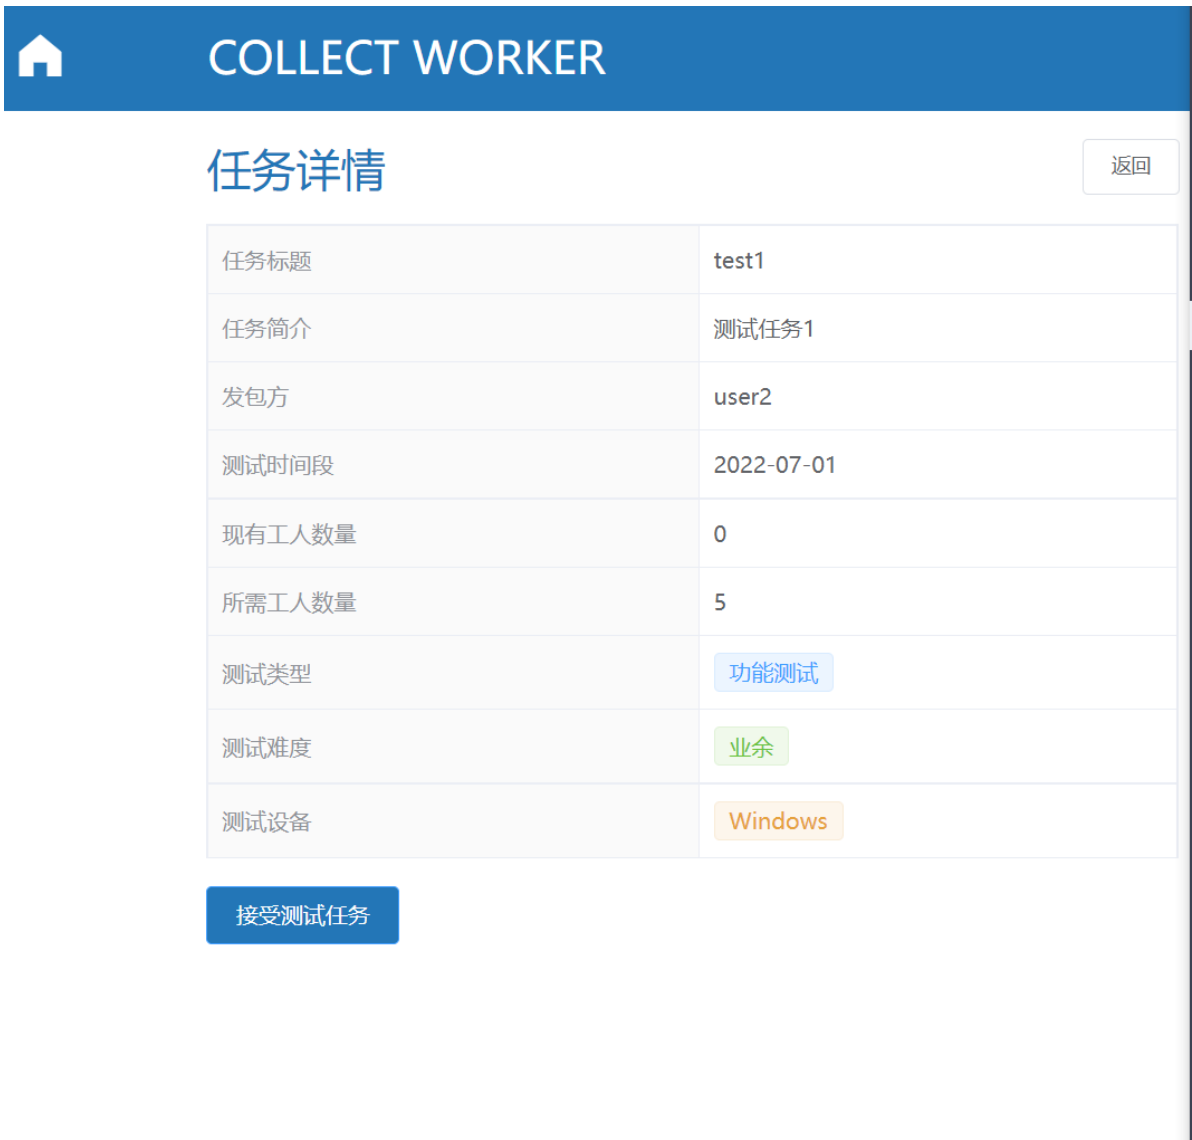 COLLECT WORKER
任务详情
返回
任务标题 test1
任务简介 测试任务1
发包方 user2
测试时间段 2022-07-01
现有工人数量 0
所需工人数量 5
测试类型 功能测试
测试难度 业余
测试设备 Windows
接受测试任务